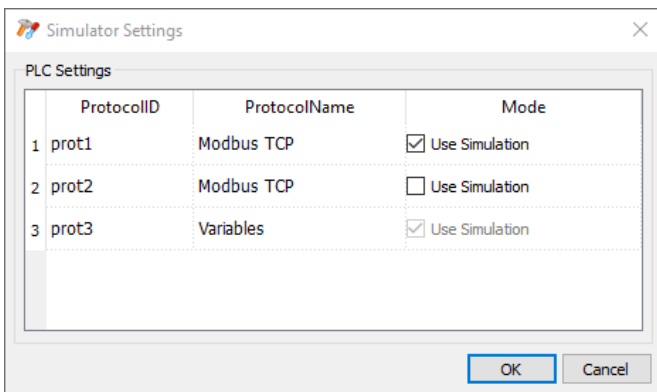 Simulator Settings
PLC Settings
ProtocolID ProtocolName Mode
1 prot1 Modbus TCP Use Simulation
2 prot2 Modbus TCP Use Simulation
3 prot3 Variables Use Simulation
OK Cancel